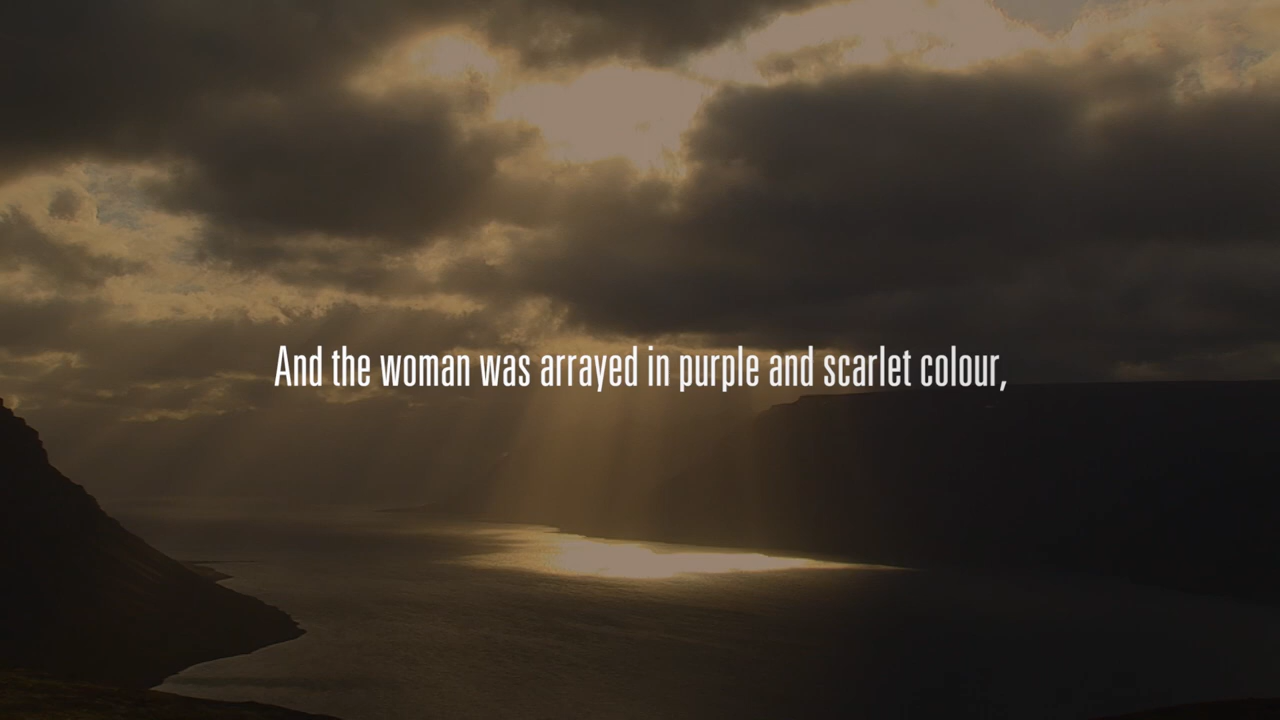 And the woman was arrayed in purple and scarlet colour,